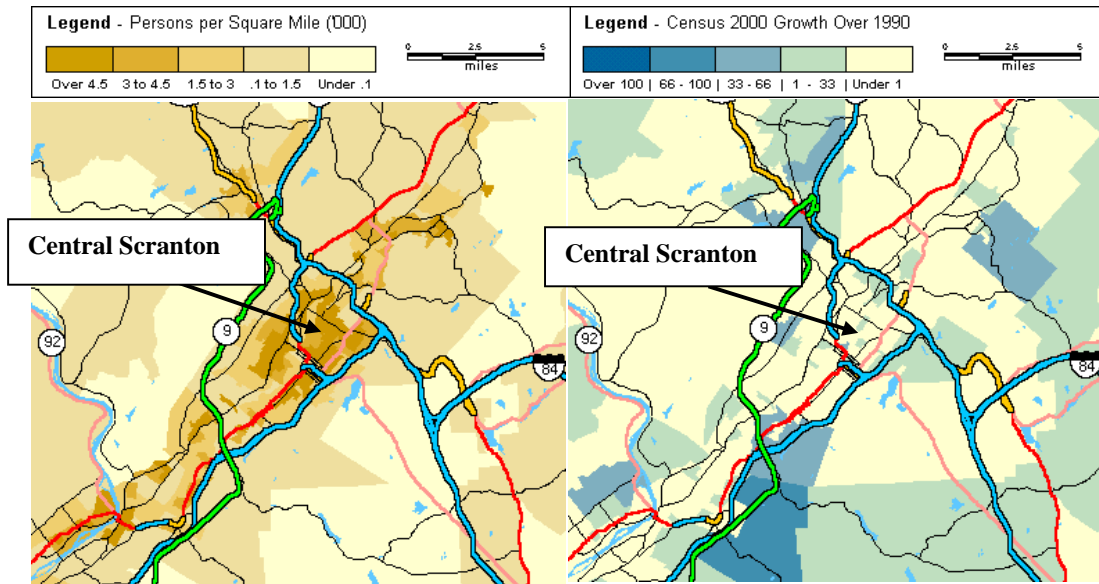 Legend - Persons per Square Mile ('000)
0 2.5 5
miles
Over 4.5 3 to 4.5 1.5 to 3 .1 to 1.5 Under .1
Legend - Census 2000 Growth Over 1990
0 2.5 5
miles
Over 100 | 66 - 100 | 33 - 66 | 1 - 33 | Under 1
Central Scranton
9
92
84
Central Scranton
9
92
84